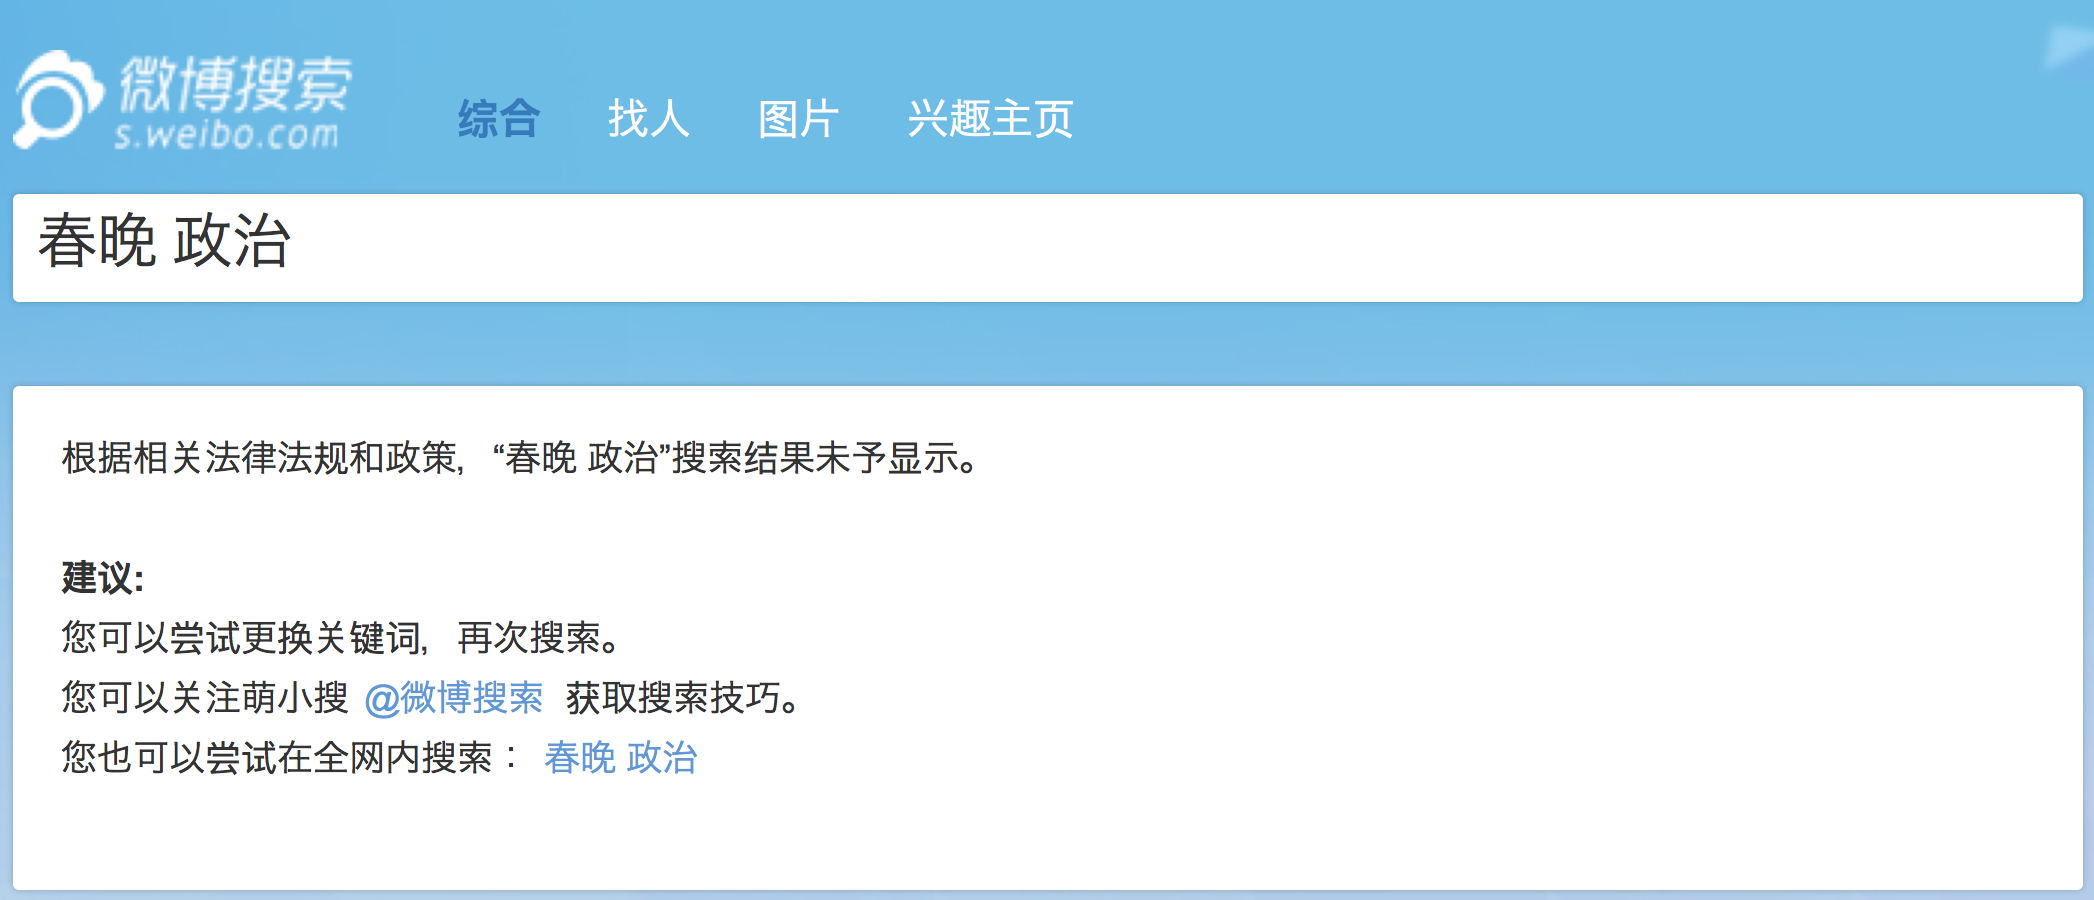 微博搜索
s.weibo.com
综合 找人 图片 兴趣主页
春晚 政治
根据相关法律法规和政策，“春晚 政治”搜索结果未予显示。
建议:
您可以尝试更换关键词，再次搜索。
您可以关注萌小搜 @微博搜索 获取搜索技巧。
您也可以尝试在全网内搜索： 春晚 政治